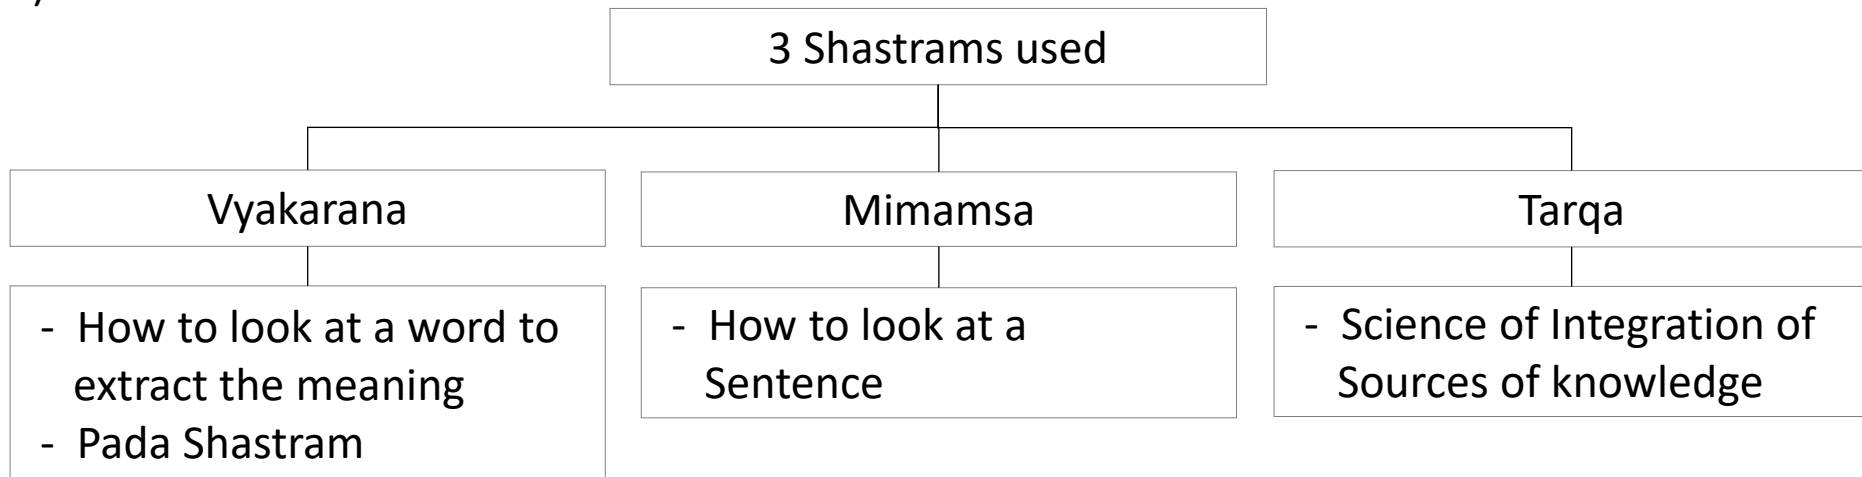 3 Shastrams used
Vyakarana
Mimamsa
Tarqa
- How to look at a word to
extract the meaning
- Pada Shastram
- How to look at a
Sentence
- Science of Integration of
Sources of knowledge